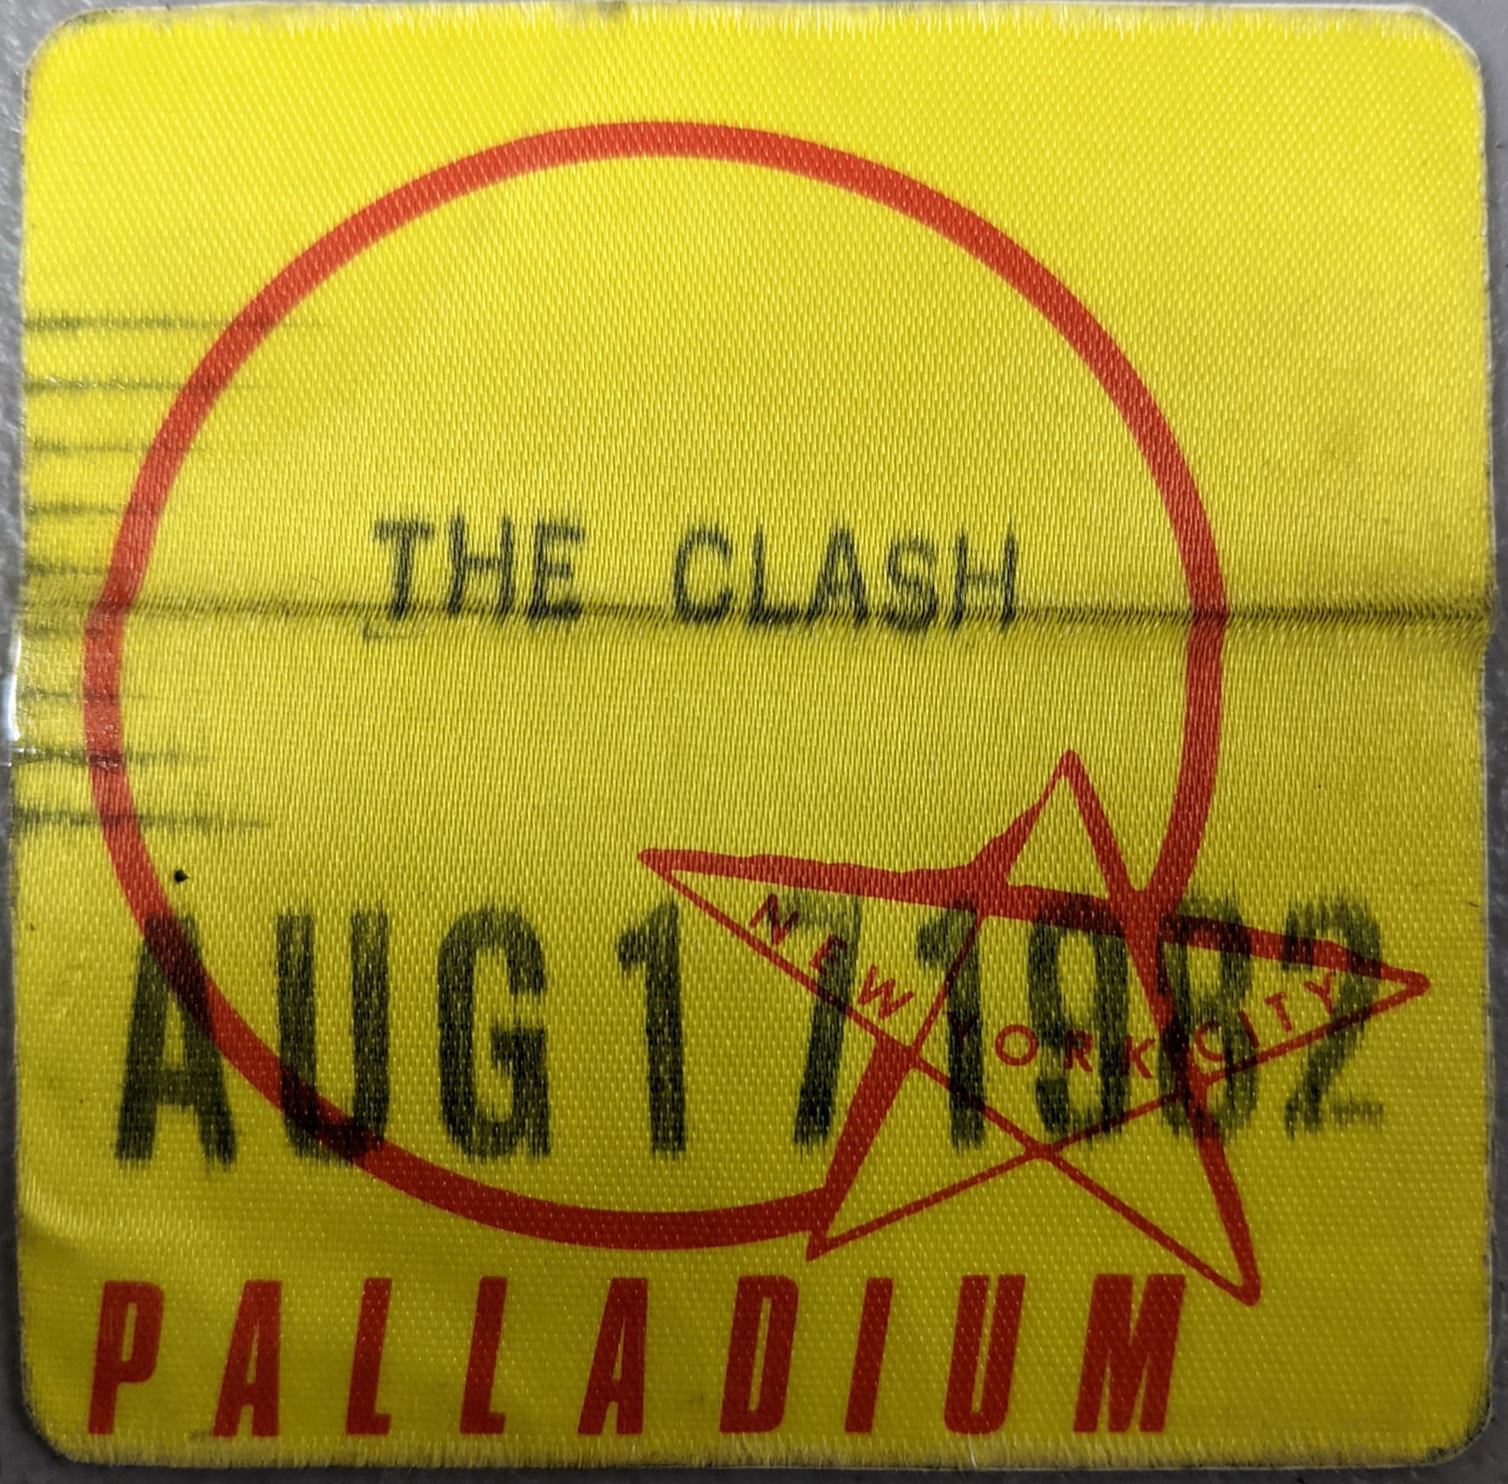 THE CLASH
AUG 17 1982
NEW YORK CITY
PALLADIUM